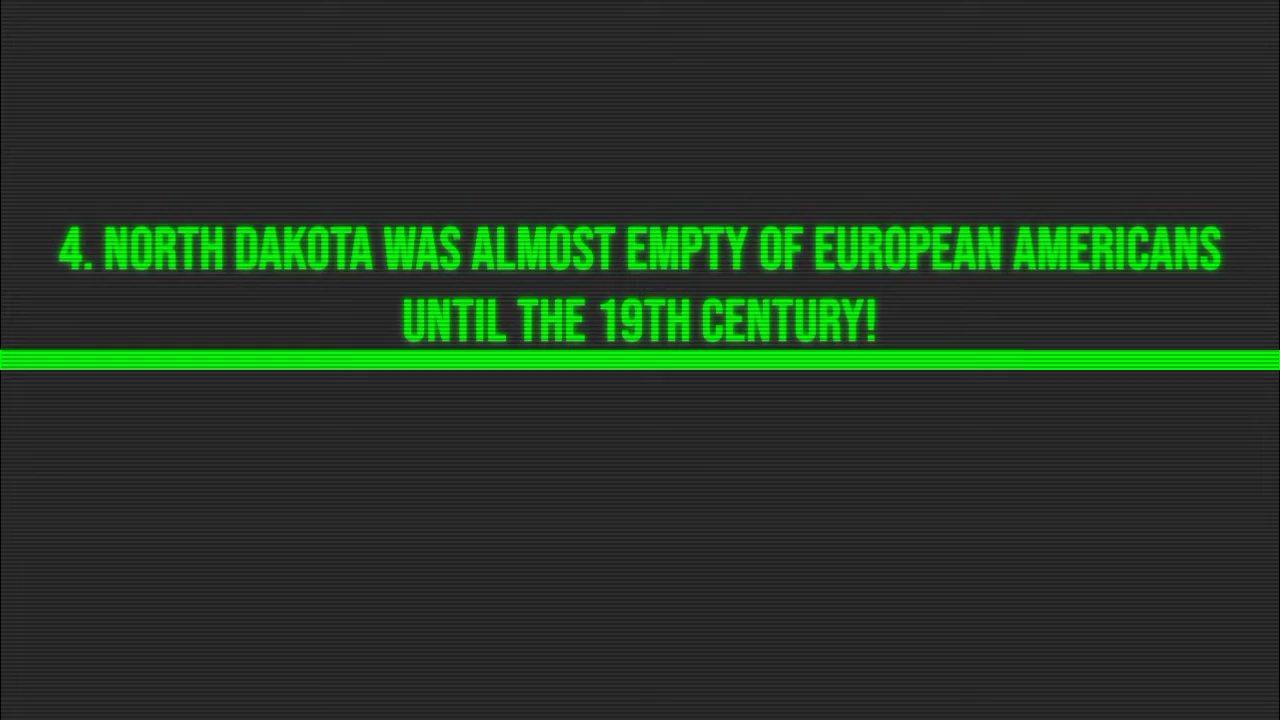 4. NORTH DAKOTA WAS ALMOST EMPTY OF EUROPEAN AMERICANS
UNTIL THE 19TH CENTURY!